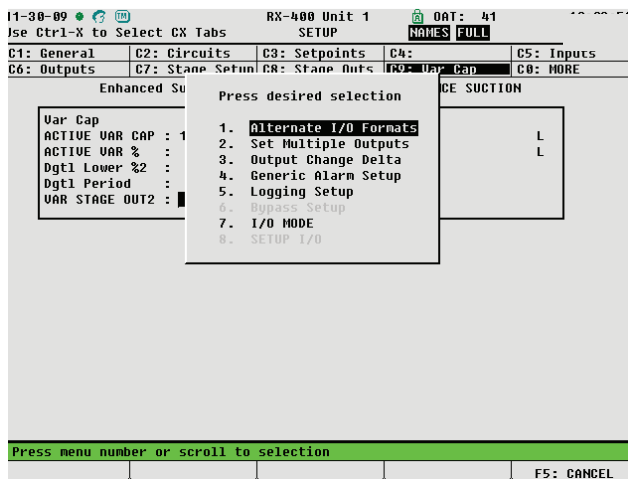 11-30-09 RX-400 Unit 1 OAT: 41
Use Ctrl-X to Select CX Tabs SETUP NAMES FULL
C1: General C2: Circuits C3: Setpoints C4: C5: Inputs
C6: Outputs C7: Stage Setup C8: Stage Outs C9: Var Cap C0: MORE
Enhanced Su CE SUCTION
Press desired selection
1. Alternate I/O Formats
2. Set Multiple Outputs
3. Output Change Delta
4. Generic Alarm Setup
5. Logging Setup
6. Bypass Setup
7. I/O MODE
8. SETUP I/O
Var Cap
ACTIVE VAR CAP : 1 L
ACTIVE VAR % : L
Dgtl Lower %2 :
Dgtl Period :
VAR STAGE OUT2 :
Press menu number or scroll to selection
F5: CANCEL